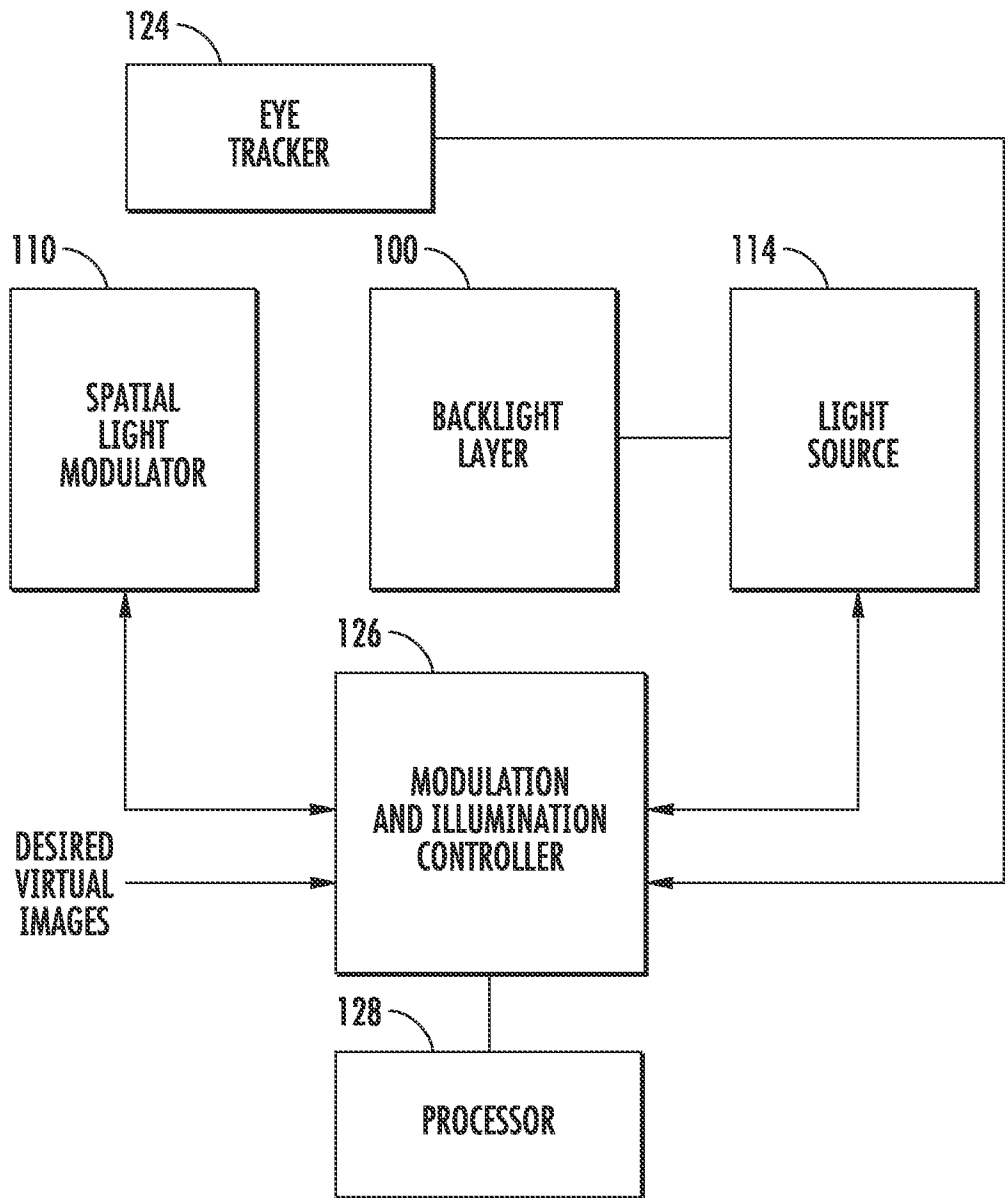 124
EYE
TRACKER
110
100
114
SPATIAL
LIGHT
MODULATOR
BACKLIGHT
LAYER
LIGHT
SOURCE
126
MODULATION
AND ILLUMINATION
CONTROLLER
DESIRED
VIRTUAL
IMAGES
128
PROCESSOR